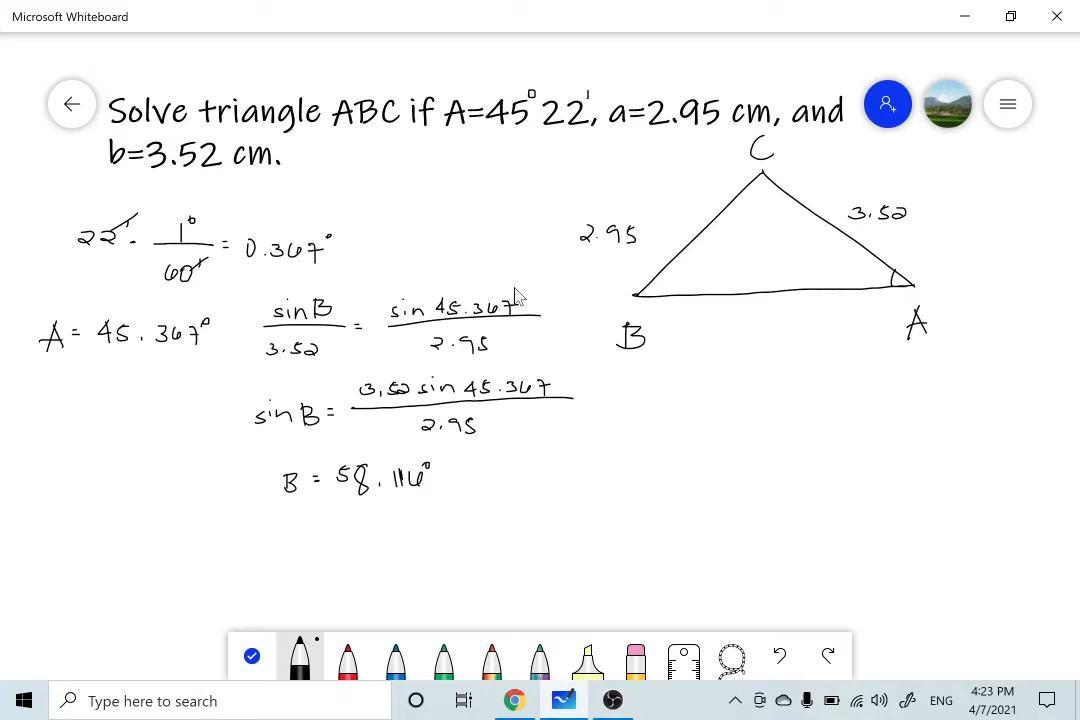 Microsoft Whiteboard
Solve triangle ABC if A=45° 22', a=2.95 cm, and
b=3.52 cm.
C
22' · 1° / 60' = 0.367°
2.95
3.52
A = 45.367°
sinB / 3.52 = sin 45.367 / 2.95
B
A
sin B = 3.52 sin 45.367 / 2.95
B = 58.116°
Type here to search
ENG
4:23 PM
4/7/2021